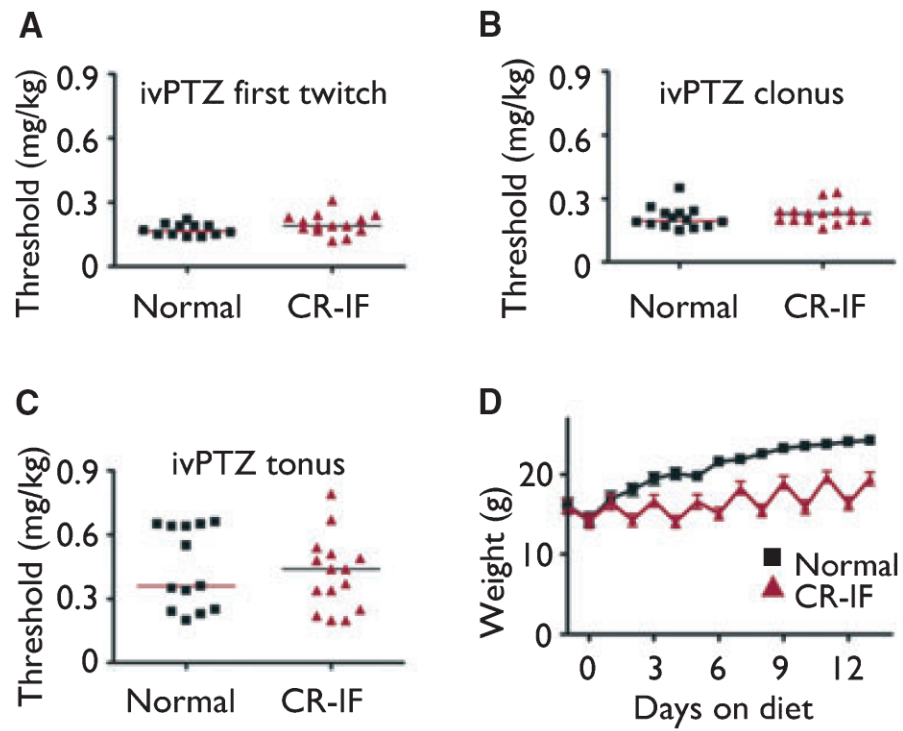 A
Threshold (mg/kg)
0.9
0.6
0.3
0
ivPTZ first twitch
Normal
CR-IF
B
Threshold (mg/kg)
0.9
0.6
0.3
0
ivPTZ clonus
Normal
CR-IF
C
Threshold (mg/kg)
0.9
0.6
0.3
0
ivPTZ tonus
Normal
CR-IF
D
Weight (g)
20
10
0
Normal
CR-IF
0 3 6 9 12
Days on diet